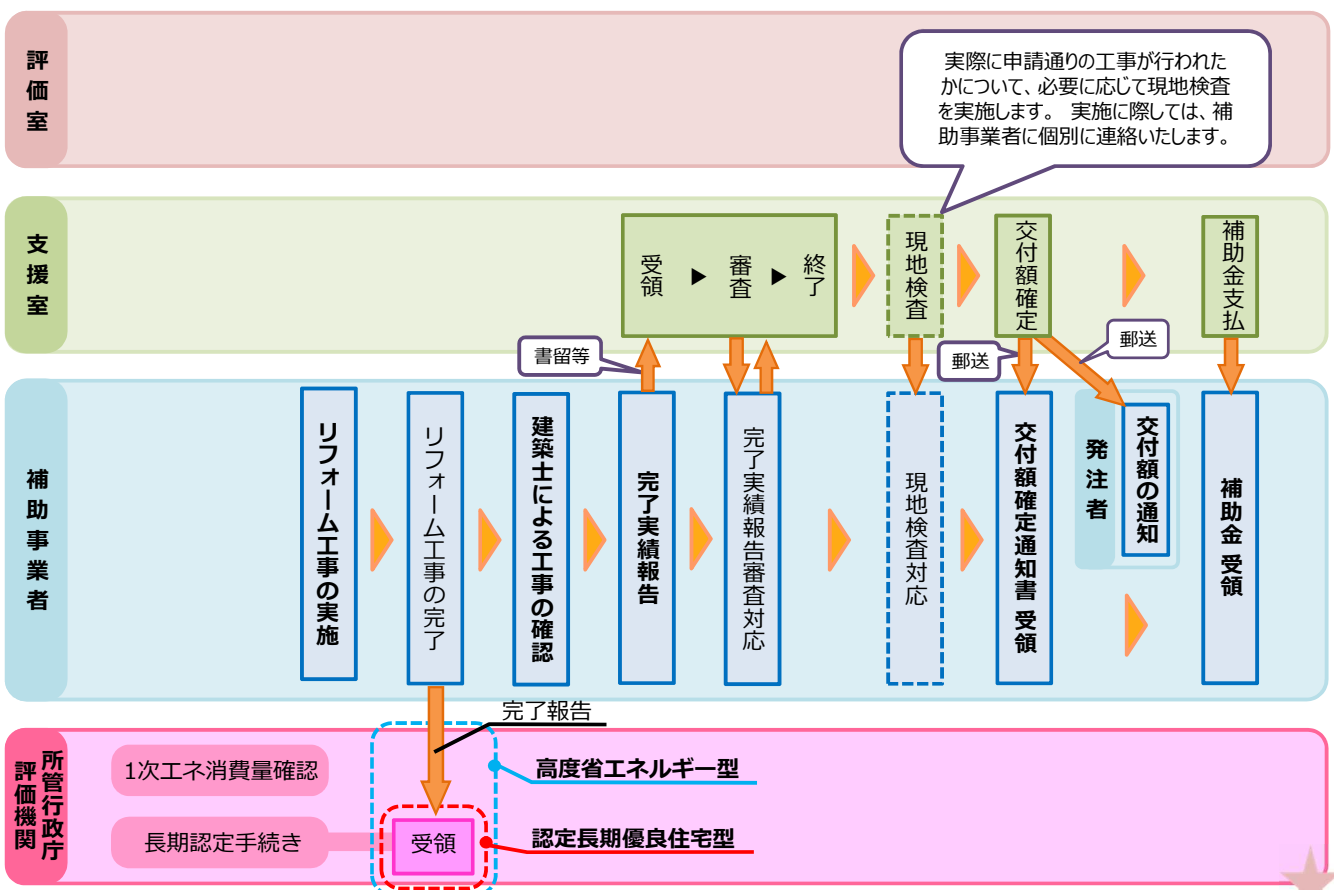 評価室
実際に申請通りの工事が行われた
かについて、必要に応じて現地検査
を実施します。 実施に際しては、補
助事業者に個別に連絡いたします。
支援室
受領 ▶ 審査 ▶ 終了
現地検査
交付額確定
補助金支払
書留等
郵送
郵送
補助事業者
リフォーム工事の実施
リフォーム工事の完了
建築士による工事の確認
完了実績報告
完了実績報告審査対応
現地検査対応
交付額確定通知書 受領
発注者
交付額の通知
補助金 受領
完了報告
所管行政庁
評価機関
1次エネ消費量確認
高度省エネルギー型
長期認定手続き
受領
認定長期優良住宅型